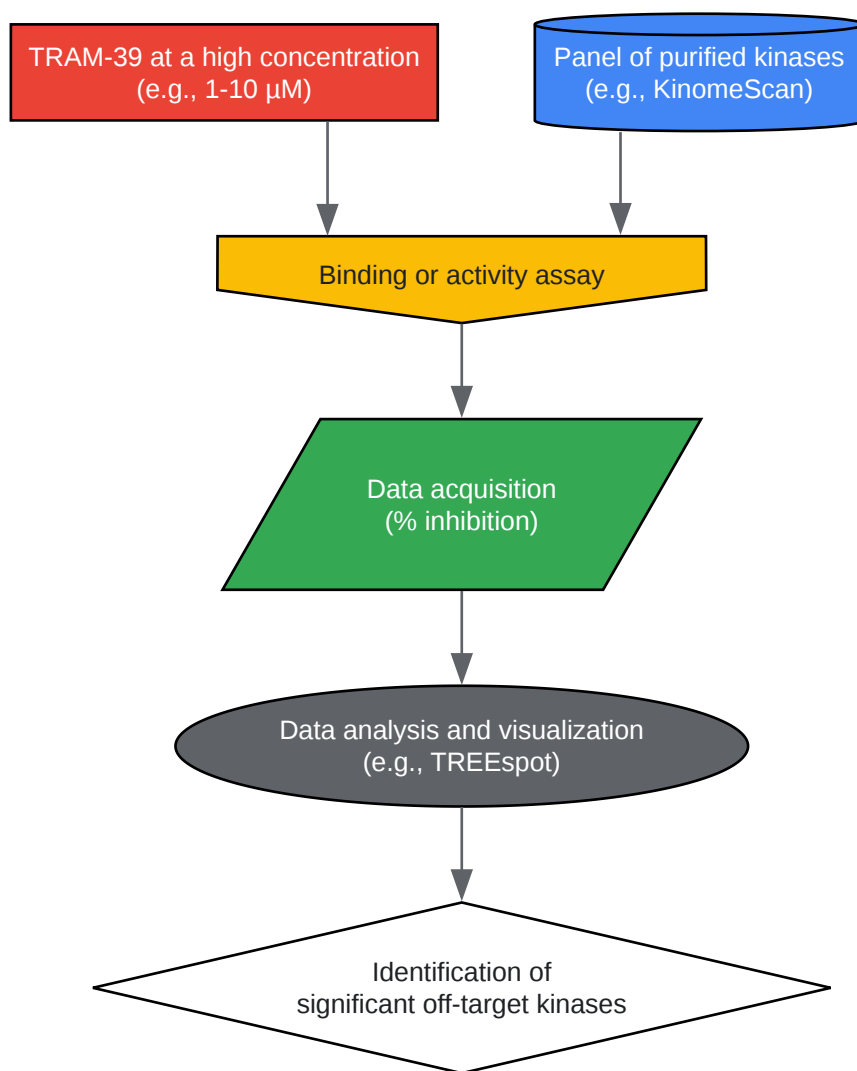 TRAM-39 at a high concentration
(e.g., 1-10 µM)
Panel of purified kinases
(e.g., KinomeScan)
Binding or activity assay
Data acquisition
(% inhibition)
Data analysis and visualization
(e.g., TREEspot)
Identification of
significant off-target kinases